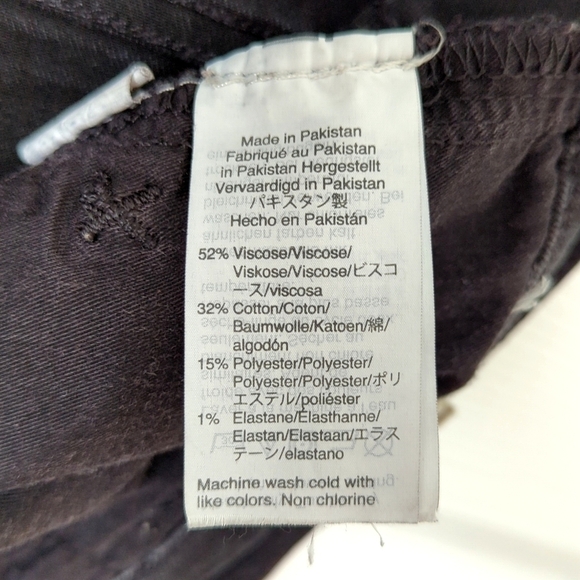 Made in Pakistan
Fabriqué au Pakistan
in Pakistan Hergestellt
Vervaardigd in Pakistan
パキスタン製
Hecho en Pakistán
52% Viscose/Viscose/
Viskose/Viscose/ビスコ
ース/viscosa
32% Cotton/Coton/
Baumwolle/Katoen/綿/
algodón
15% Polyester/Polyester/
Polyester/Polyester/ポリ
エステル/poliéster
1% Elastane/Élasthanne/
Elastan/Elastaan/エラス
テーン/elastano
Machine wash cold with
like colors. Non chlorine